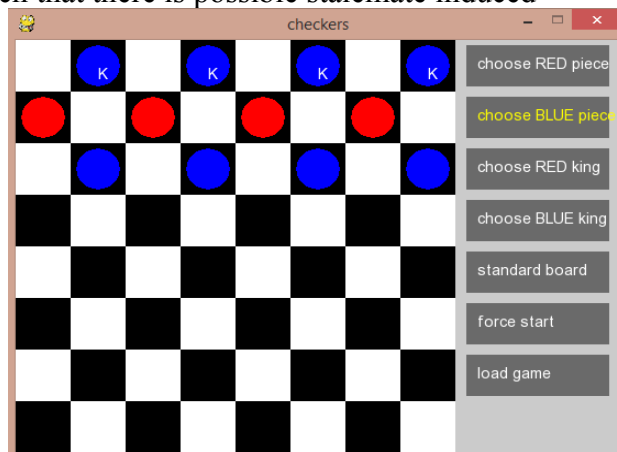 that there is possible stalemate induced
checkers
K K K K
choose RED piece
choose BLUE piece
choose RED king
choose BLUE king
standard board
force start
load game